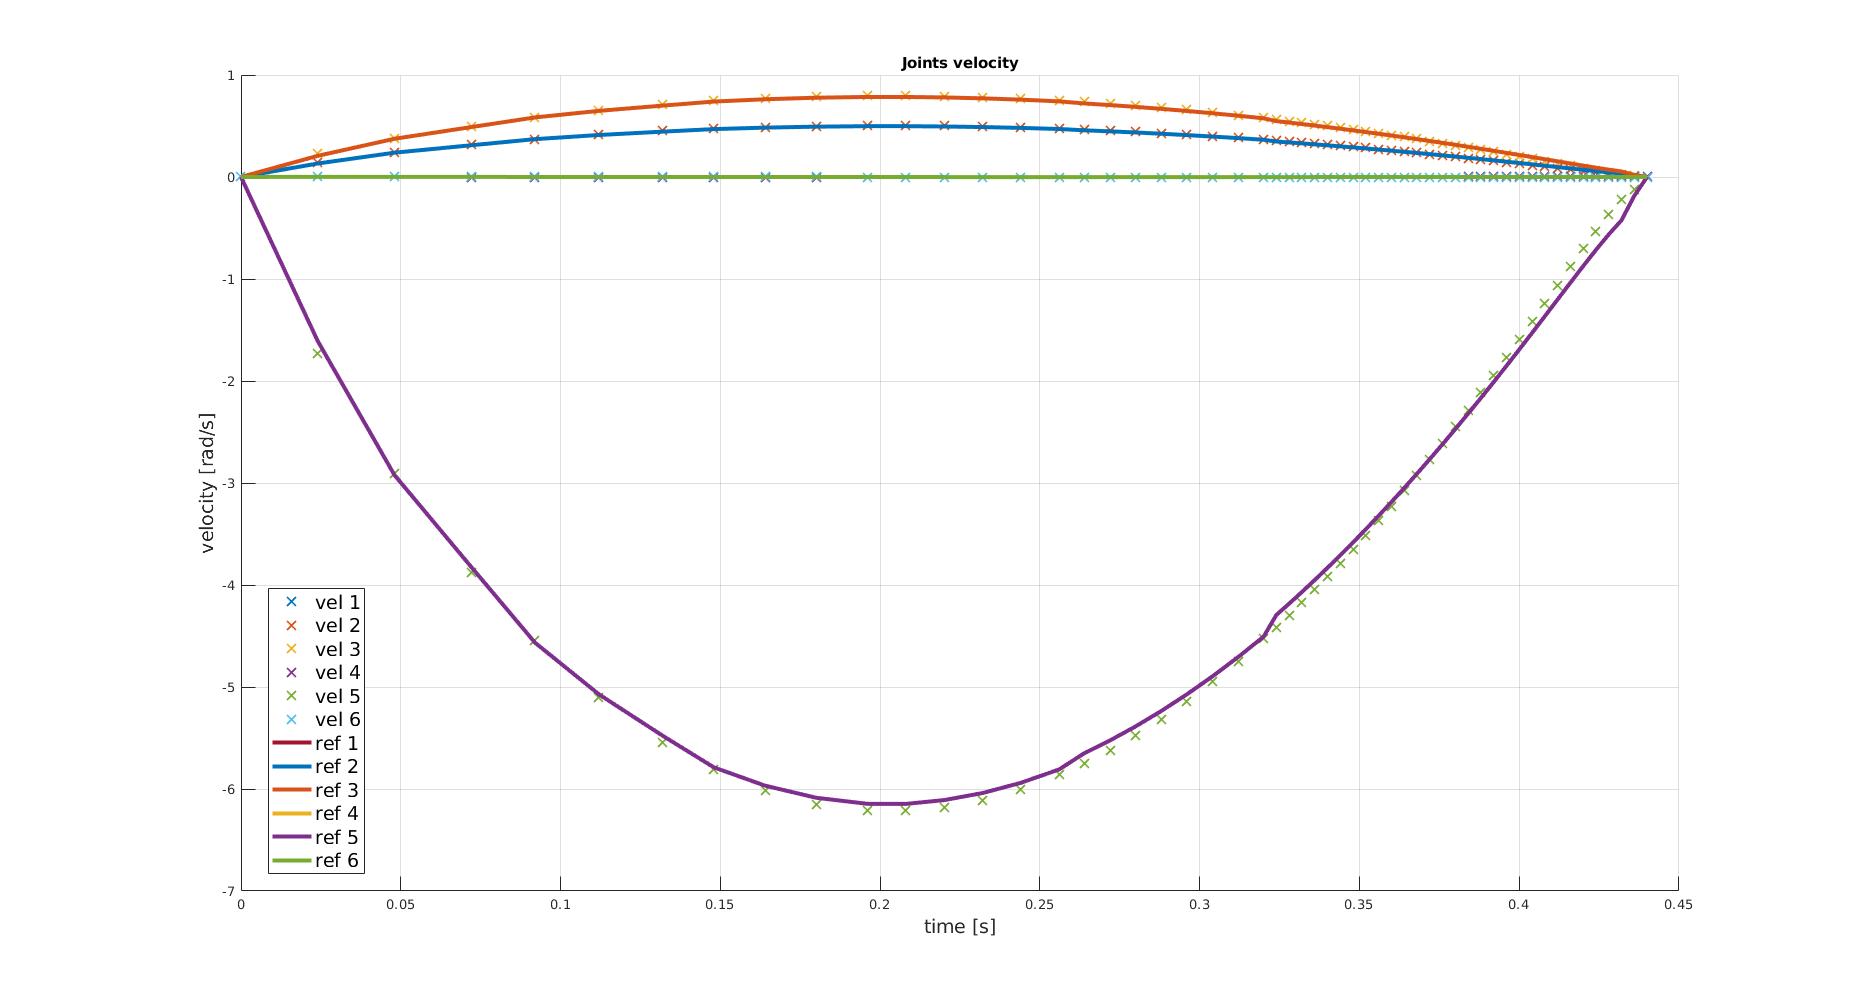 Joints velocity
1
0
-1
-2
-3
-4
-5
-6
-7
velocity [rad/s]
vel 1
vel 2
vel 3
vel 4
vel 5
vel 6
ref 1
ref 2
ref 3
ref 4
ref 5
ref 6
0 0.05 0.1 0.15 0.2 0.25 0.3 0.35 0.4 0.45
time [s]